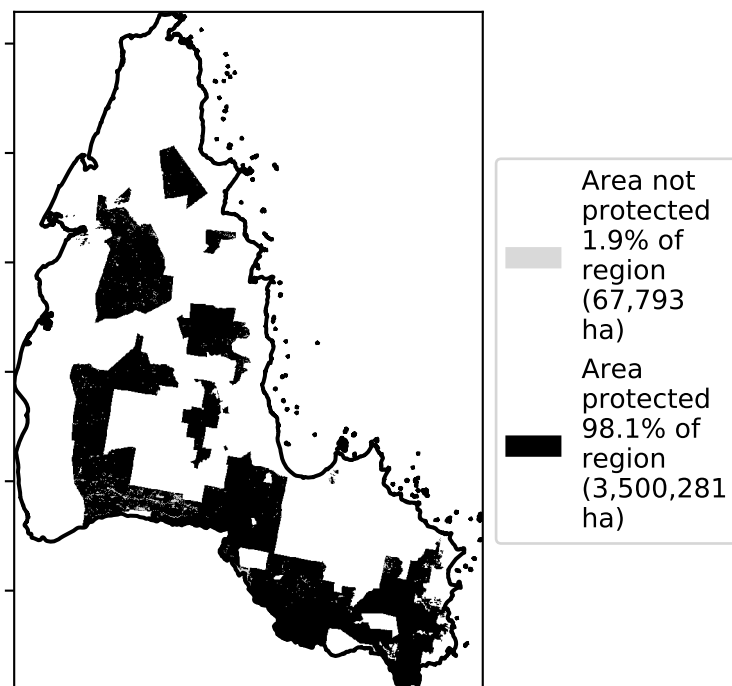 Area not
protected
1.9% of
region
(67,793
ha)
Area
protected
98.1% of
region
(3,500,281
ha)